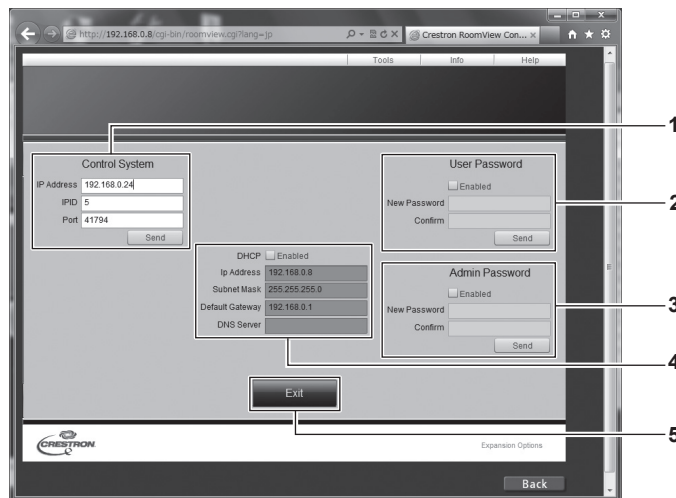 http://192.168.0.8/cgi-bin/roomview.cgi?lang=jp
Crestron RoomView Con... ×
Tools Info Help
1
Control System
IP Address 192.168.0.24
IPID 5
Port 41794
Send
User Password
Enabled
New Password
Confirm
Send
2
DHCP Enabled
Ip Address 192.168.0.8
Subnet Mask 255.255.255.0
Default Gateway 192.168.0.1
DNS Server
Admin Password
Enabled
New Password
Confirm
Send
3
4
Exit
5
CRESTRON
Expansion Options
Back